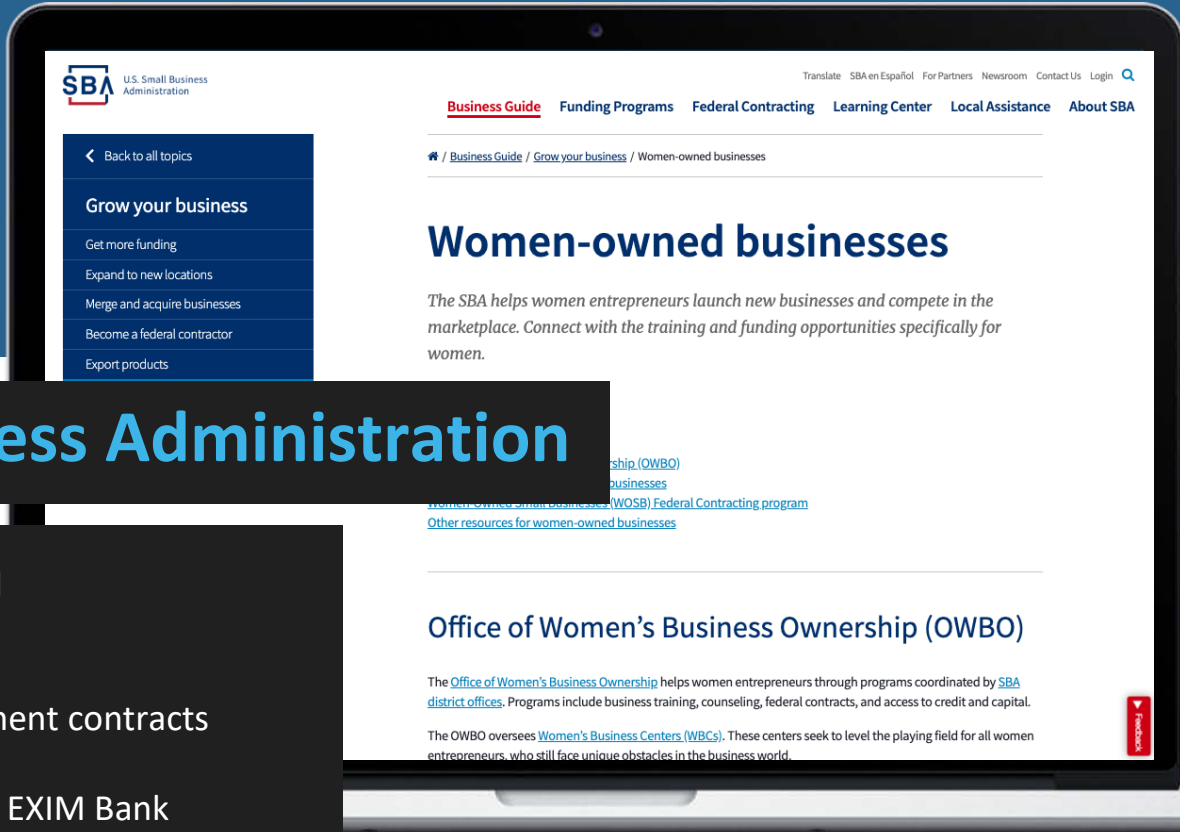 SBA U.S. Small Business
Administration
Translate SBA en Español For Partners Newsroom Contact Us Login
Business Guide Funding Programs Federal Contracting Learning Center Local Assistance About SBA
Back to all topics
Grow your business
Get more funding
Expand to new locations
Merge and acquire businesses
Become a federal contractor
Export products
/ Business Guide / Grow your business / Women-owned businesses
Women-owned businesses
The SBA helps women entrepreneurs launch new businesses and compete in the
marketplace. Connect with the training and funding opportunities specifically for
women.
ess Administration
rship (OWBO)
businesses
Women-Owned Small Businesses (WOSB) Federal Contracting program
Other resources for women-owned businesses
ment contracts
EXIM Bank
Office of Women's Business Ownership (OWBO)
The Office of Women's Business Ownership helps women entrepreneurs through programs coordinated by SBA
district offices. Programs include business training, counseling, federal contracts, and access to credit and capital.
The OWBO oversees Women's Business Centers (WBCs). These centers seek to level the playing field for all women
entrepreneurs, who still face unique obstacles in the business world.
Feedback